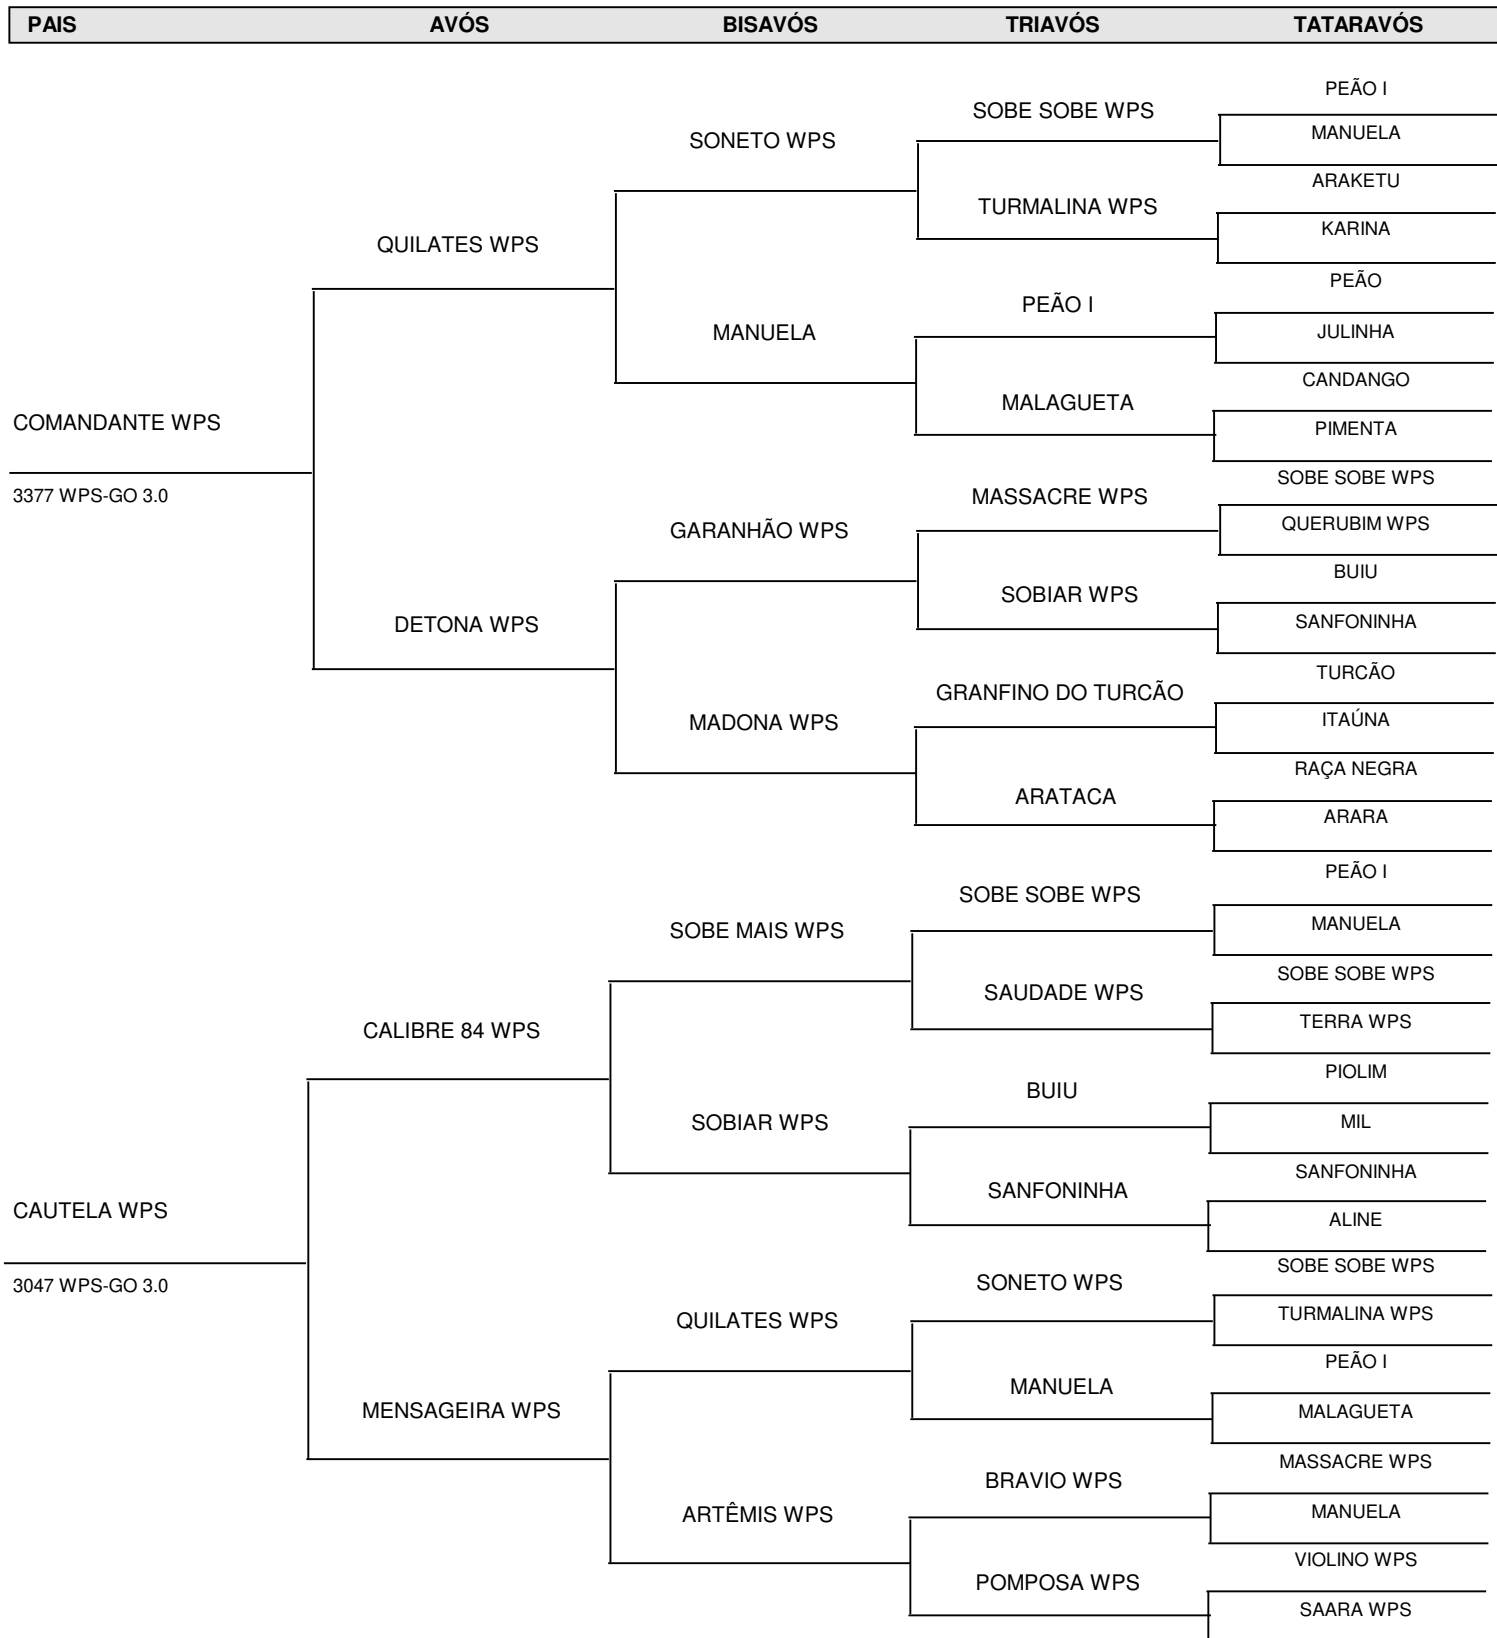 PAIS AVÓS BISAVÓS TRIAVÓS TATARAVÓS
PEÃO I
SOBE SOBE WPS
MANUELA
SONETO WPS
ARAKETU
TURMALINA WPS
KARINA
QUILATES WPS
PEÃO
PEÃO I
JULINHA
MANUELA
CANDANGO
MALAGUETA
PIMENTA
COMANDANTE WPS
3377 WPS-GO 3.0
SOBE SOBE WPS
MASSACRE WPS
QUERUBIM WPS
GARANHÃO WPS
BUIU
SOBIAR WPS
SANFONINHA
DETONA WPS
TURCÃO
GRANFINO DO TURCÃO
ITAÚNA
MADONA WPS
RAÇA NEGRA
ARATACA
ARARA
PEÃO I
SOBE SOBE WPS
MANUELA
SOBE MAIS WPS
SOBE SOBE WPS
SAUDADE WPS
TERRA WPS
CALIBRE 84 WPS
PIOLIM
BUIU
MIL
SOBIAR WPS
SANFONINHA
SANFONINHA
ALINE
CAUTELA WPS
3047 WPS-GO 3.0
SOBE SOBE WPS
SONETO WPS
TURMALINA WPS
QUILATES WPS
PEÃO I
MANUELA
MALAGUETA
MENSAGEIRA WPS
MASSACRE WPS
BRAVIO WPS
MANUELA
ARTÊMIS WPS
VIOLINO WPS
POMPOSA WPS
SAARA WPS